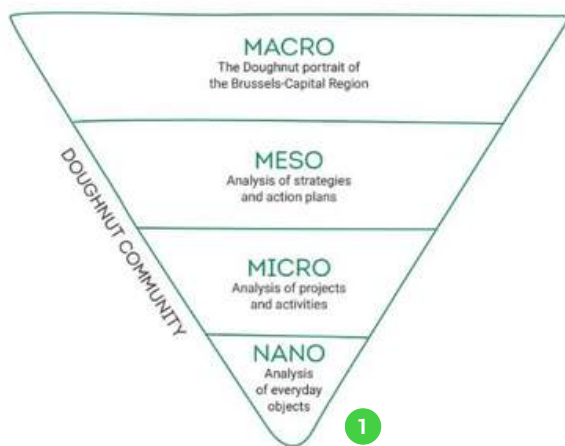 MACRO
The Doughnut portrait of
the Brussels-Capital Region
MESO
Analysis of strategies
and action plans
DOUGHNUT COMMUNITY
MICRO
Analysis of projects
and activities
NANO
Analysis
of everyday
objects
1